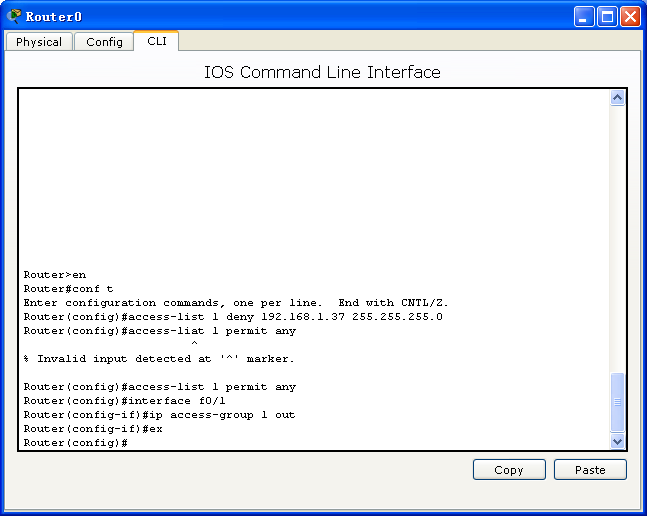 Router0
Physical Config CLI
IOS Command Line Interface
Router>en
Router#conf t
Enter configuration commands, one per line.  End with CNTL/Z.
Router(config)#access-list 1 deny 192.168.1.37 255.255.255.0
Router(config)#access-liat 1 permit any
^
% Invalid input detected at '^' marker.
Router(config)#access-list 1 permit any
Router(config)#interface f0/1
Router(config-if)#ip access-group 1 out
Router(config-if)#ex
Router(config)#
Copy Paste